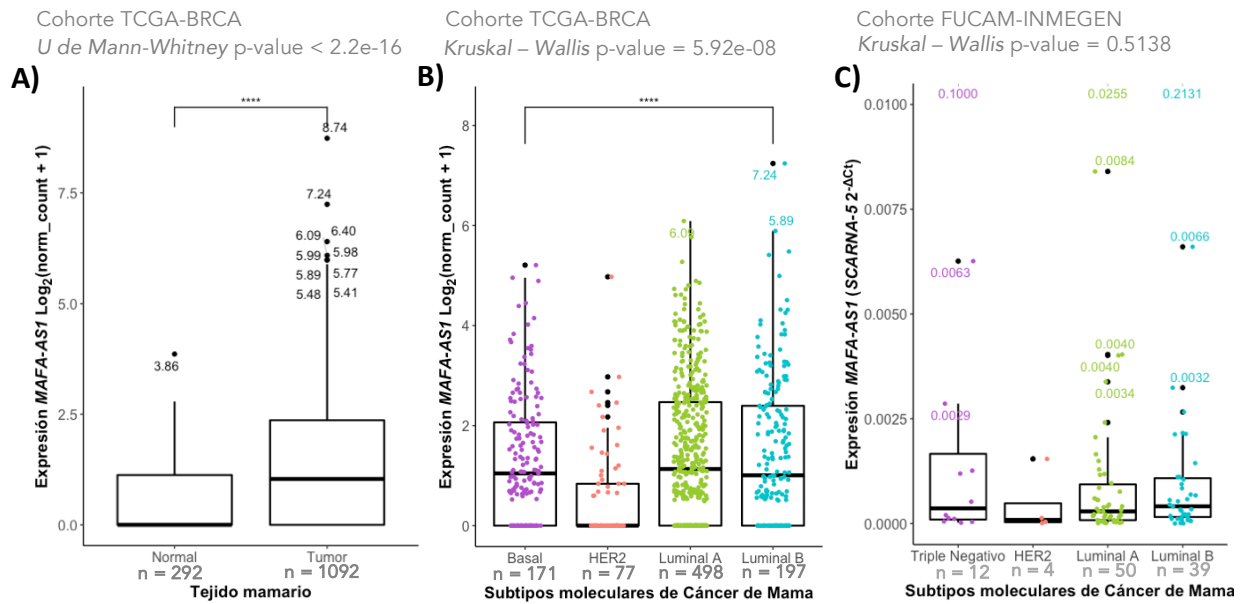 Cohorte TCGA-BRCA
U de Mann-Whitney p-value < 2.2e-16
Cohorte TCGA-BRCA
Kruskal – Wallis p-value = 5.92e-08
Cohorte FUCAM-INMEGEN
Kruskal – Wallis p-value = 0.5138
A)
Expresión MAFA-AS1 Log2(norm_count + 1)
7.5
5.0
2.5
0.0
****
8.74
7.24
6.09
6.40
5.99
5.98
5.89
5.77
5.48
5.41
3.86
Normal
Tumor
n = 292
n = 1092
Tejido mamario
B)
Expresión MAFA-AS1 Log2(norm_count + 1)
8
6
4
2
0
****
7.24
5.89
6.09
Basal
HER2
Luminal A
Luminal B
n = 171
n = 77
n = 498
n = 197
Subtipos moleculares de Cáncer de Mama
C)
Expresión MAFA-AS1 (SCARNA-5 2-ΔCt)
0.0100
0.0075
0.0050
0.0025
0.0000
0.1000
0.0255
0.2131
0.0084
0.0066
0.0063
0.0040
0.0040
0.0034
0.0032
0.0029
Triple Negativo
HER2
Luminal A
Luminal B
n = 12
n = 4
n = 50
n = 39
Subtipos moleculares de Cáncer de Mama